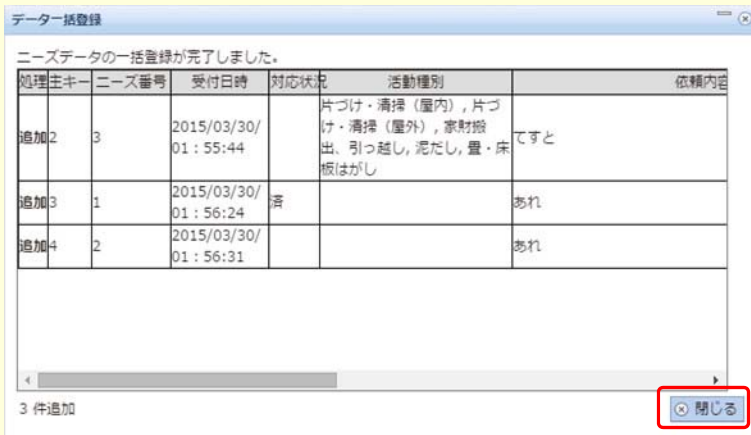 データ一括登録
ニーズデータの一括登録が完了しました。
処理 主キー ニーズ番号 受付日時 対応状況 活動種別 依頼内容
追加 2 3 2015/03/30/ 01：55:44 片づけ・清掃（屋内）, 片づ
け・清掃（屋外）, 家財搬
出、引っ越し, 泥だし, 畳・床
板はがし てすと
追加 3 1 2015/03/30/ 01：56:24 済 あれ
追加 4 2 2015/03/30/ 01：56:31 あれ
3 件追加
閉じる